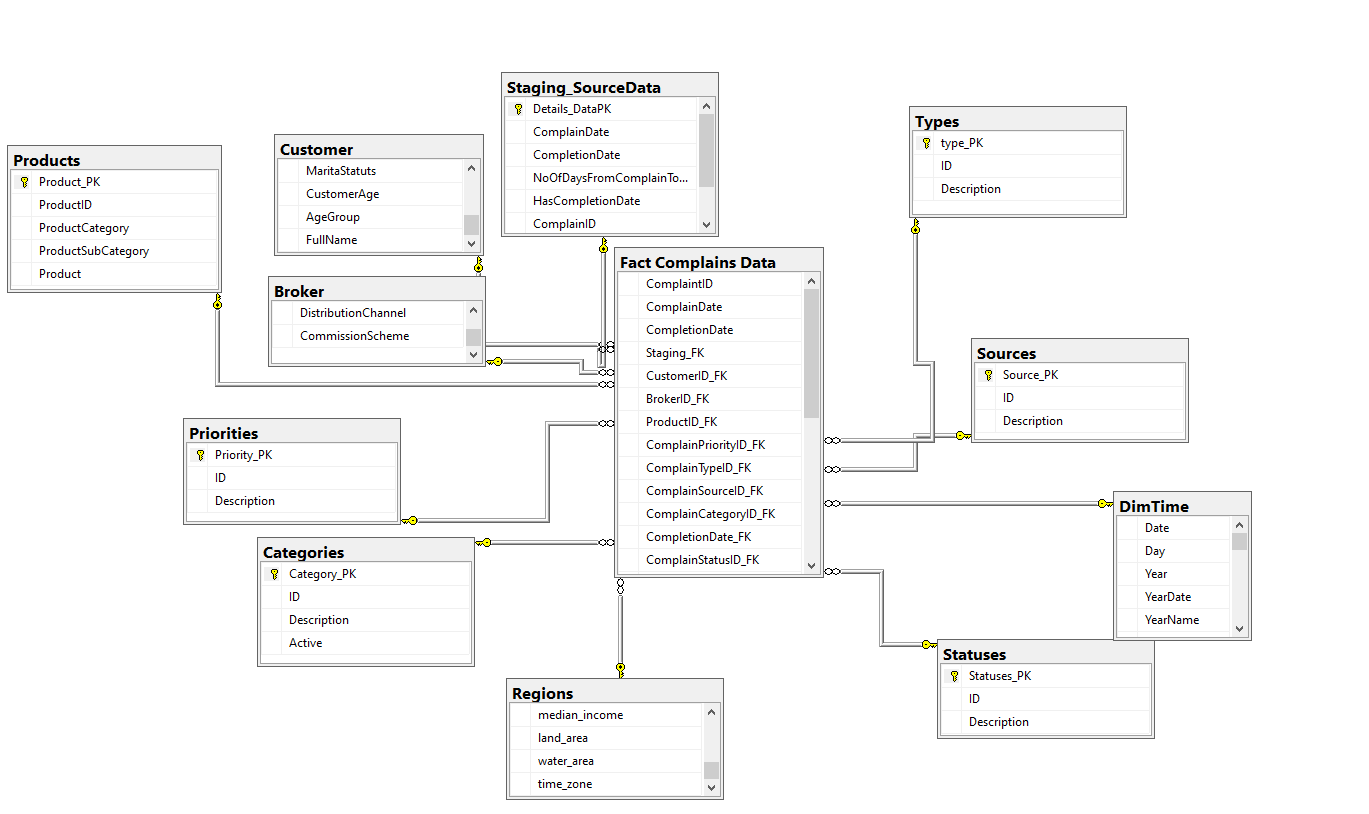 Staging_SourceData
Details_DataPK
ComplainDate
CompletionDate
NoOfDaysFromComplainTo...
HasCompletionDate
ComplainID
Types
type_PK
ID
Description
Customer
MaritaStatuts
CustomerAge
AgeGroup
FullName
Products
Product_PK
ProductID
ProductCategory
ProductSubCategory
Product
Fact Complains Data
ComplaintID
ComplainDate
CompletionDate
Staging_FK
CustomerID_FK
BrokerID_FK
ProductID_FK
ComplainPriorityID_FK
ComplainTypeID_FK
ComplainSourceID_FK
ComplainCategoryID_FK
CompletionDate_FK
ComplainStatusID_FK
Broker
DistributionChannel
CommissionScheme
Sources
Source_PK
ID
Description
Priorities
Priority_PK
ID
Description
DimTime
Date
Day
Year
YearDate
YearName
Categories
Category_PK
ID
Description
Active
Statuses
Statuses_PK
ID
Description
Regions
median_income
land_area
water_area
time_zone